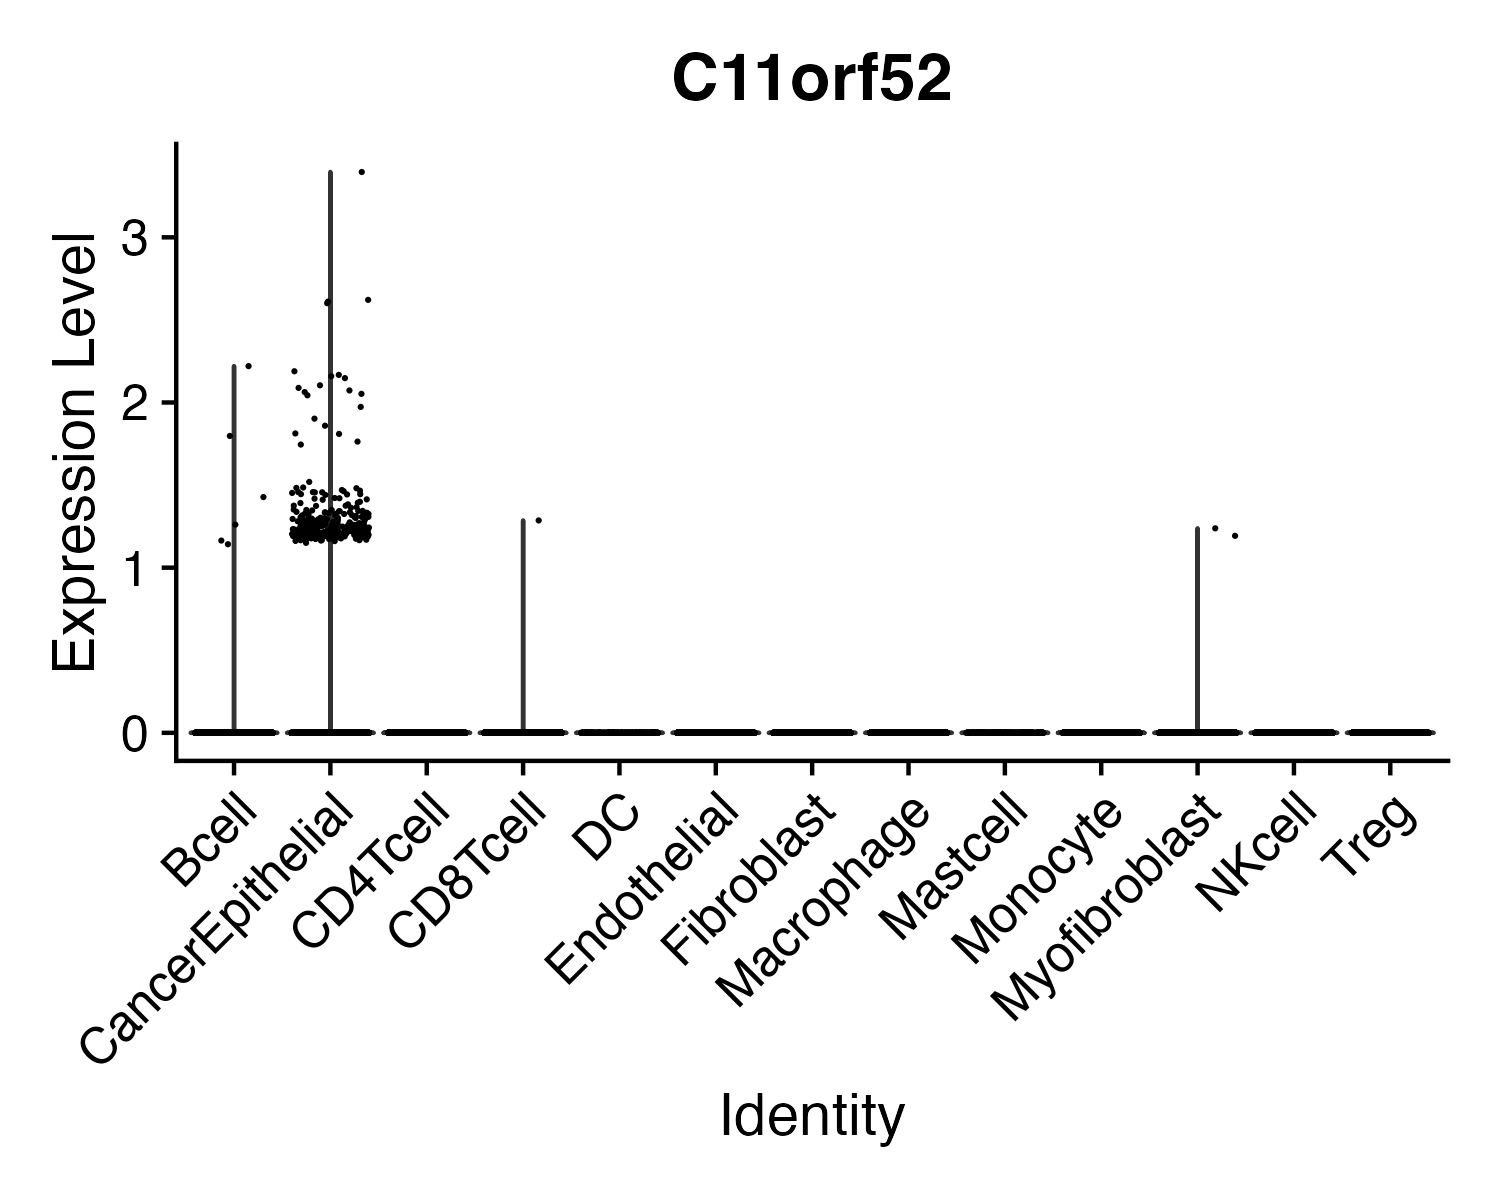 C11orf52
Expression Level
3
2
1
0
Bcell
CancerEpithelial
CD4Tcell
CD8Tcell
DC
Endothelial
Fibroblast
Macrophage
Mastcell
Monocyte
Myofibroblast
NKcell
Treg
Identity